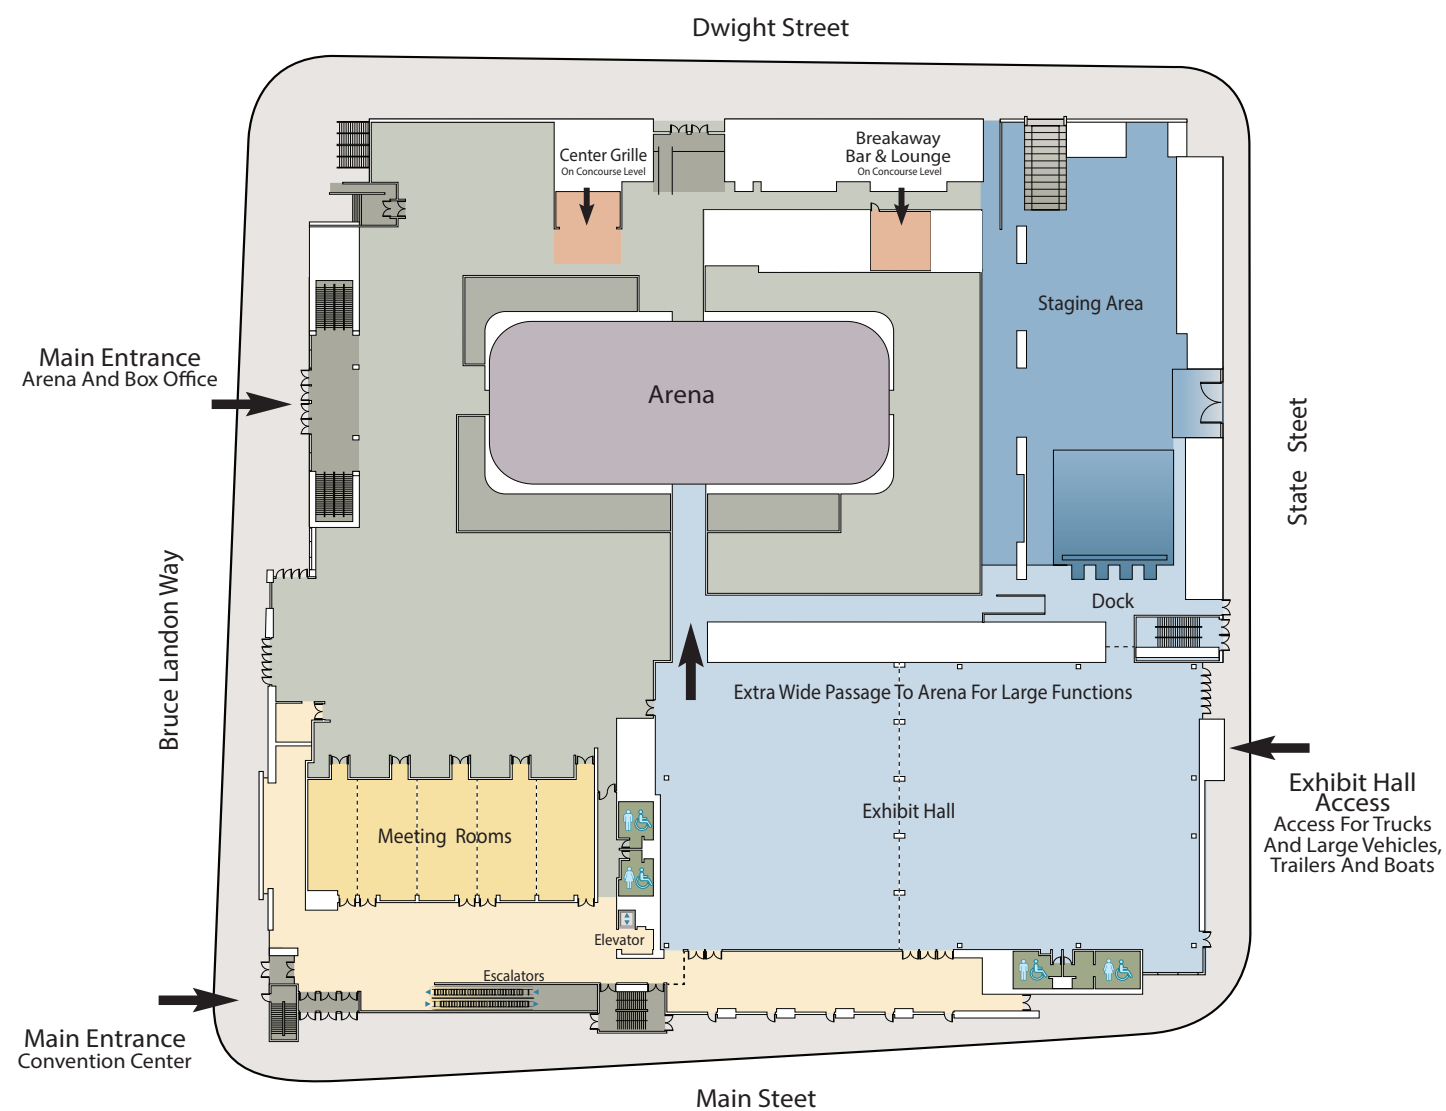 Dwight Street
Center Grille
On Concourse Level
Breakaway
Bar & Lounge
On Concourse Level
Staging Area
Main Entrance
Arena And Box Office
Arena
State Steet
Bruce Landon Way
Dock
Extra Wide Passage To Arena For Large Functions
Exhibit Hall
Access
Access For Trucks
And Large Vehicles,
Trailers And Boats
Exhibit Hall
Meeting Rooms
Elevator
Escalators
Main Entrance
Convention Center
Main Steet